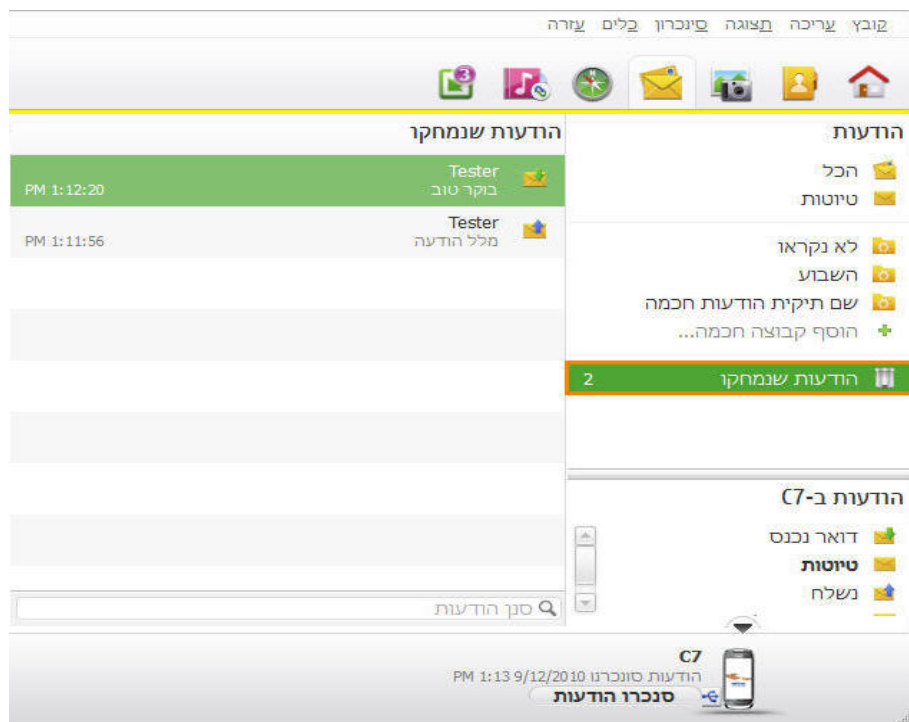 קובץ עריכה תצוגה סינכרון כלים עזרה
3
הודעות
הכל
טיוטות
לא נקראו
השבוע
שם תיקית הודעות חכמה
הוסף קבוצה חכמה...
הודעות שנמחקו 2
הודעות ב-C7
דואר נכנס
טיוטות
נשלח
הודעות שנמחקו
Tester
בוקר טוב
PM 1:12:20
Tester
מלל הודעה
PM 1:11:56
סנן הודעות
C7
הודעות סונכרנו 9/12/2010 1:13 PM
סנכרו הודעות